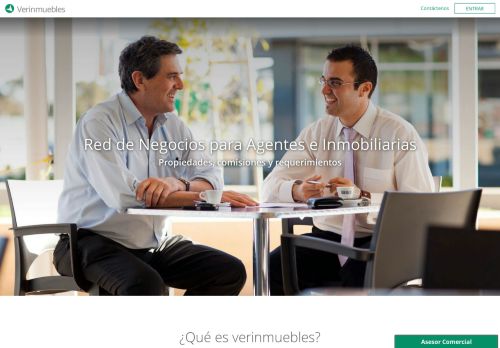 Verinmuebles
Contáctenos
ENTRAR
Red de Negocios para Agentes e Inmobiliarias
Propiedades, comisiones y requerimientos
¿Qué es verinmuebles?
Asesor Comercial